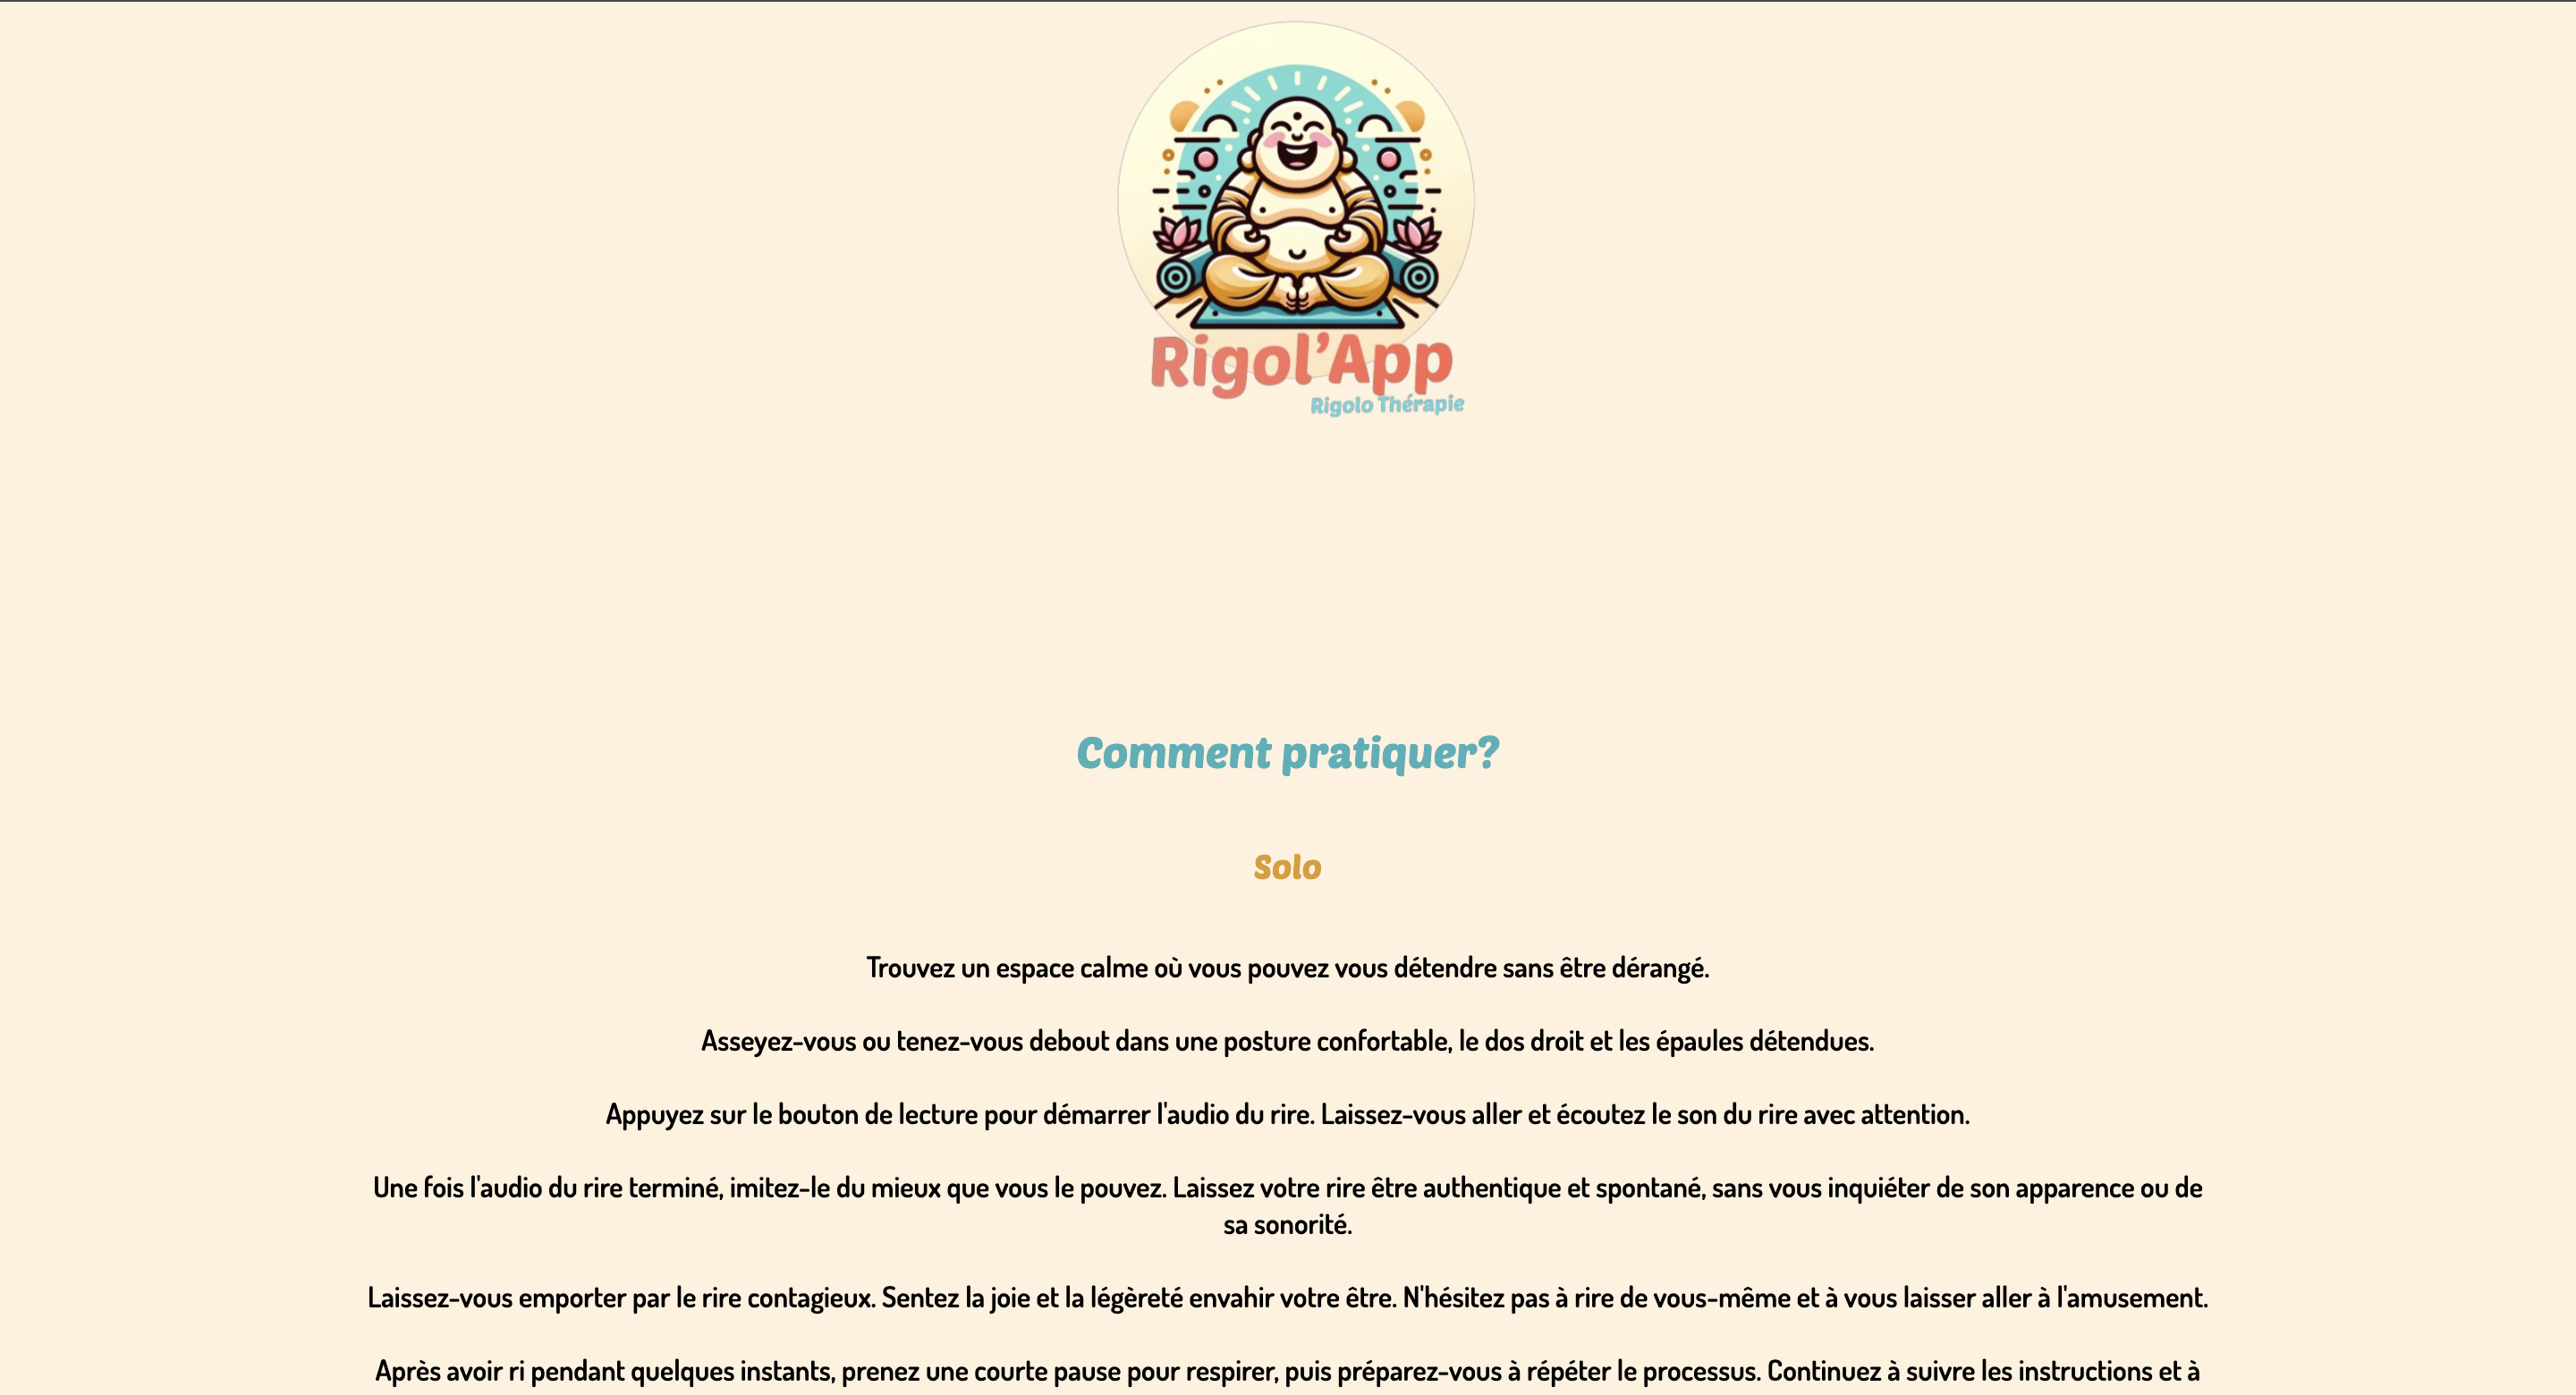 Rigol’App
Rigolo Thérapie
Comment pratiquer?
Solo
Trouvez un espace calme où vous pouvez vous détendre sans être dérangé.
Asseyez-vous ou tenez-vous debout dans une posture confortable, le dos droit et les épaules détendues.
Appuyez sur le bouton de lecture pour démarrer l'audio du rire. Laissez-vous aller et écoutez le son du rire avec attention.
Une fois l'audio du rire terminé, imitez-le du mieux que vous le pouvez. Laissez votre rire être authentique et spontané, sans vous inquiéter de son apparence ou de
sa sonorité.
Laissez-vous emporter par le rire contagieux. Sentez la joie et la légèreté envahir votre être. N'hésitez pas à rire de vous-même et à vous laisser aller à l'amusement.
Après avoir ri pendant quelques instants, prenez une courte pause pour respirer, puis préparez-vous à répéter le processus. Continuez à suivre les instructions et à